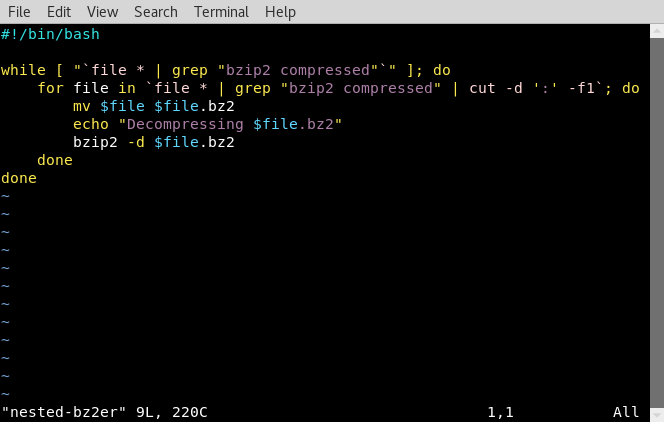 File Edit View Search Terminal Help
#!/bin/bash
while [ "`file * | grep "bzip2 compressed"`" ]; do
    for file in `file * | grep "bzip2 compressed" | cut -d ':' -f1`; do
        mv $file $file.bz2
        echo "Decompressing $file.bz2"
        bzip2 -d $file.bz2
    done
done
~
~
~
~
~
~
~
~
~
~
~
~
"nested-bz2er" 9L, 220C 1,1 All